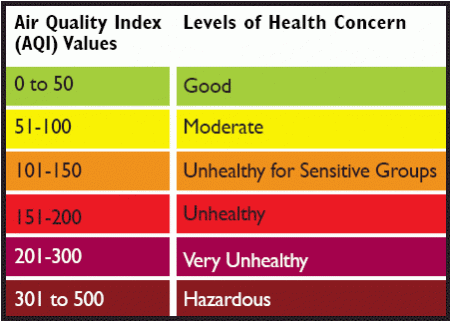 Air Quality Index Levels of Health Concern
(AQI) Values
0 to 50 Good
51-100 Moderate
101-150 Unhealthy for Sensitive Groups
151-200 Unhealthy
201-300 Very Unhealthy
301 to 500 Hazardous